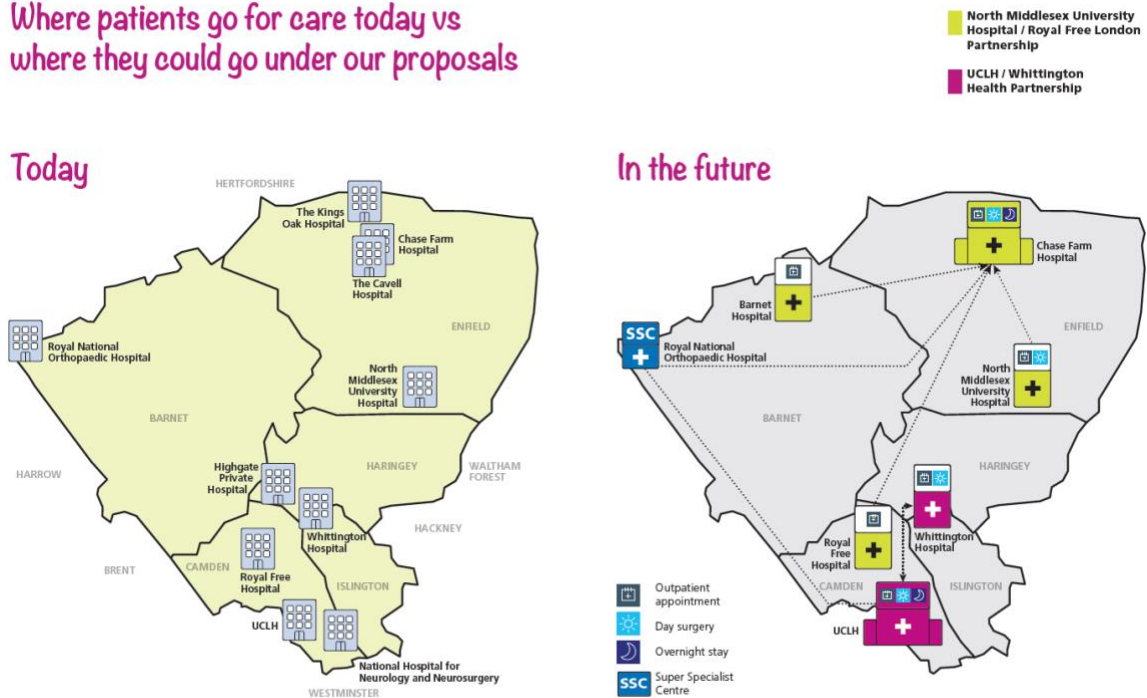 Where patients go for care today vs
where they could go under our proposals
North Middlesex University
Hospital / Royal Free London
Partnership
UCLH / Whittington
Health Partnership
Today
HERTFORDSHIRE
The Kings
Oak Hospital
Chase Farm
Hospital
The Cavell
Hospital
ENFIELD
Royal National
Orthopaedic Hospital
North
Middlesex
University
Hospital
BARNET
HARROW
Highgate
Private
Hospital
HARINGEY
WALTHAM
FOREST
Whittington
Hospital
HACKNEY
BRENT
CAMDEN
Royal Free
Hospital
ISLINGTON
UCLH
National Hospital for
Neurology and Neurosurgery
WESTMINSTER
In the future
Chase Farm
Hospital
Barnet
Hospital
ENFIELD
SSC
Royal National
Orthopaedic Hospital
North
Middlesex
University
Hospital
BARNET
HARINGEY
Whittington
Hospital
Royal
Free
Hospital
CAMDEN
ISLINGTON
UCLH
Outpatient
appointment
Day surgery
Overnight stay
SSC
Super Specialist
Centre